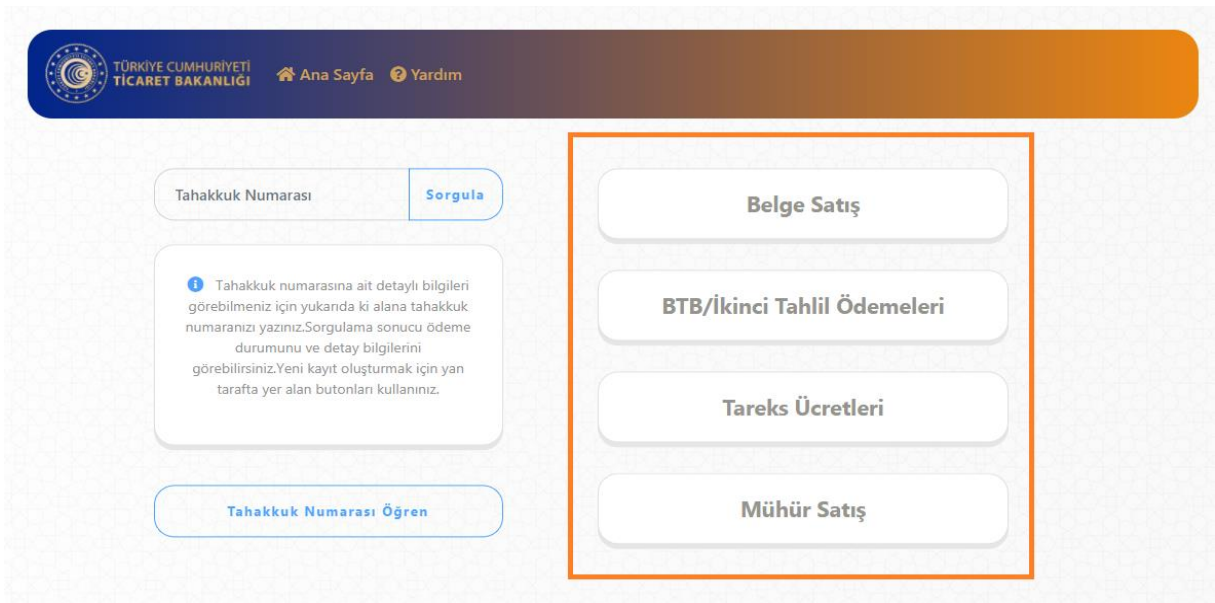 TÜRKİYE CUMHURİYETİ
TİCARET BAKANLIĞI
Ana Sayfa
Yardım
Tahakkuk Numarası
Sorgula
Tahakkuk numarasına ait detaylı bilgileri
görebilmeniz için yukarıda ki alana tahakkuk
numaranızı yazınız.Sorgulama sonucu ödeme
durumunu ve detay bilgilerini
görebilirsiniz.Yeni kayıt oluşturmak için yan
tarafta yer alan butonları kullanınız.
Tahakkuk Numarası Öğren
Belge Satış
BTB/İkinci Tahlil Ödemeleri
Tareks Ücretleri
Mühür Satış